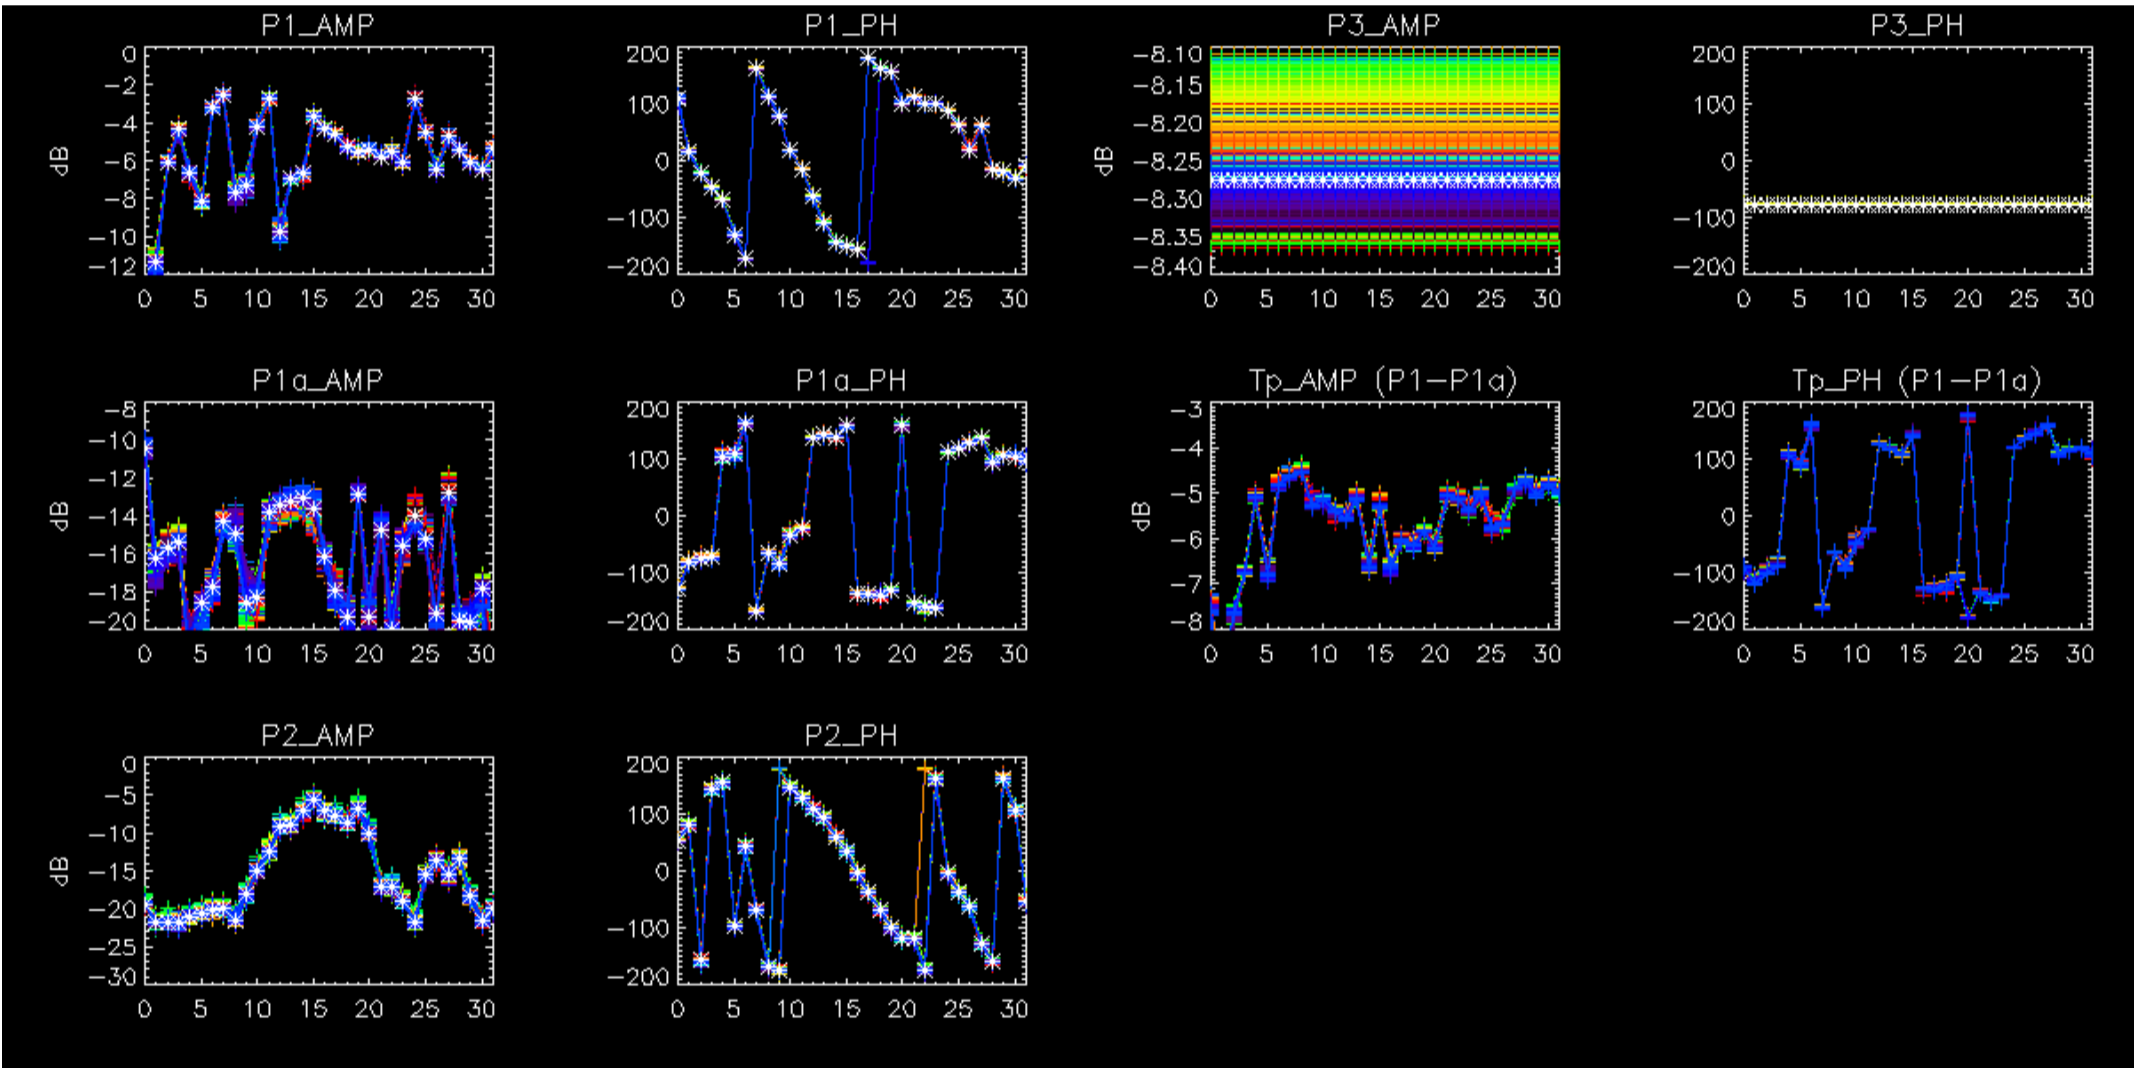 P1_AMP
0
−2
−4
−6
−8
−10
−12
dB
0 5 10 15 20 25 30
P1_PH
200
100
0
−100
−200
0 5 10 15 20 25 30
P3_AMP
−8.10
−8.15
−8.20
−8.25
−8.30
−8.35
−8.40
dB
0 5 10 15 20 25 30
P3_PH
200
100
0
−100
−200
0 5 10 15 20 25 30
P1a_AMP
−8
−10
−12
−14
−16
−18
−20
dB
0 5 10 15 20 25 30
P1a_PH
200
100
0
−100
−200
0 5 10 15 20 25 30
Tp_AMP (P1−P1a)
−3
−4
−5
−6
−7
−8
dB
0 5 10 15 20 25 30
Tp_PH (P1−P1a)
200
100
0
−100
−200
0 5 10 15 20 25 30
P2_AMP
0
−5
−10
−15
−20
−25
−30
dB
0 5 10 15 20 25 30
P2_PH
200
100
0
−100
−200
0 5 10 15 20 25 30